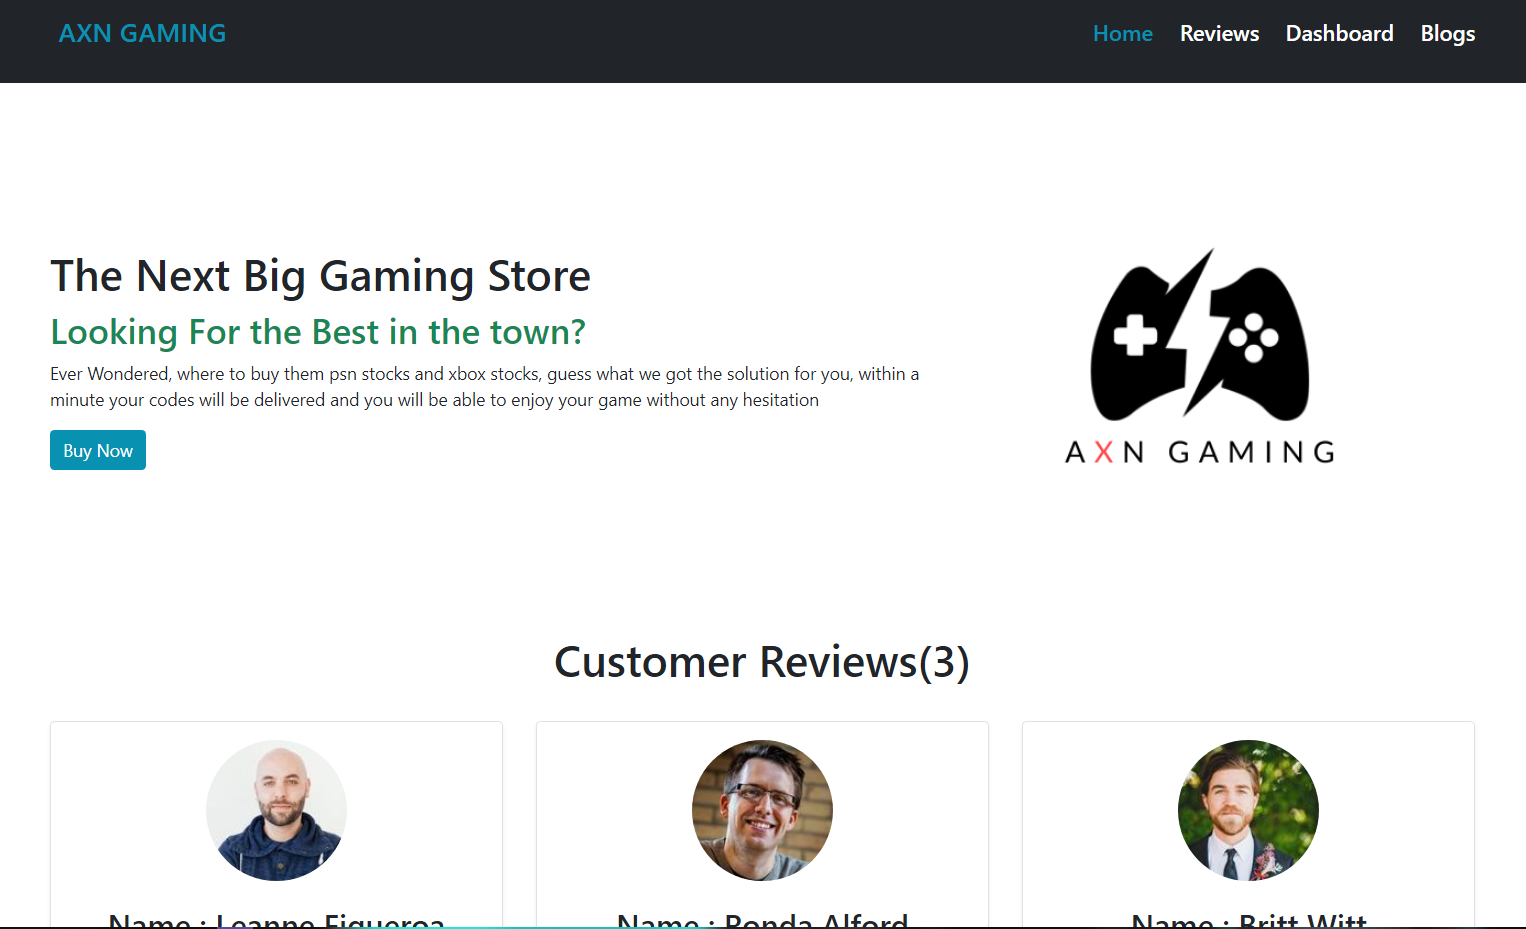 AXN GAMING
Home Reviews Dashboard Blogs
The Next Big Gaming Store
Looking For the Best in the town?
Ever Wondered, where to buy them psn stocks and xbox stocks, guess what we got the solution for you, within a
minute your codes will be delivered and you will be able to enjoy your game without any hesitation
Buy Now
AXN GAMING
Customer Reviews(3)
Name : Leanne Figueroa
Name : Ronda Alford
Name : Britt Witt